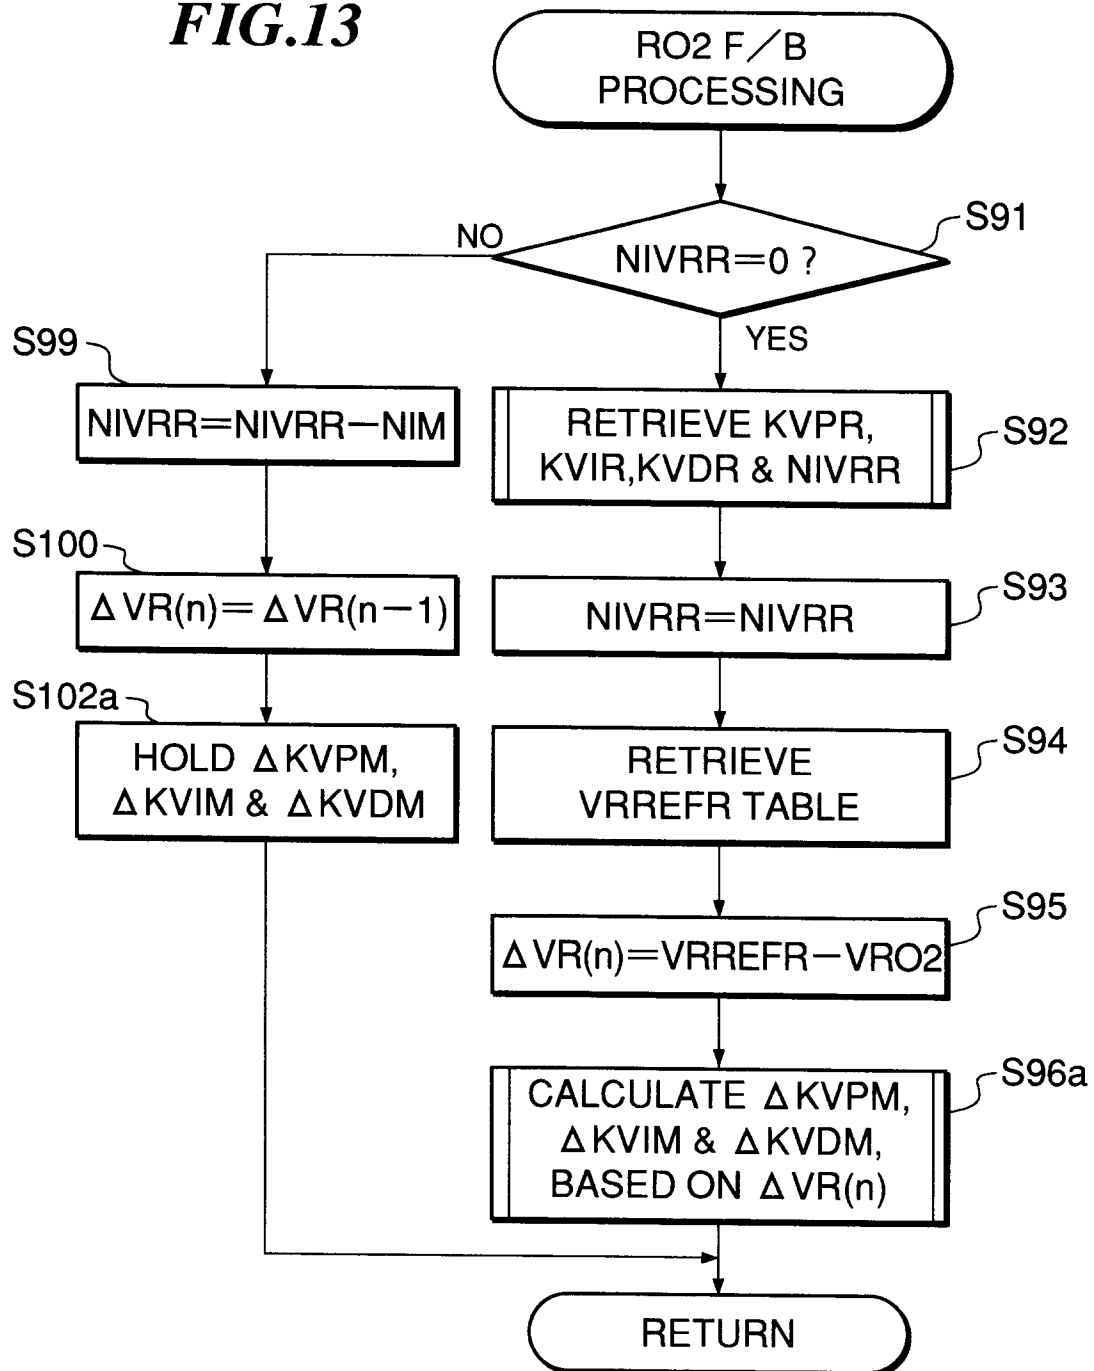 FIG.13
RO2 F/B
PROCESSING
S91
NIVRR=0 ?
NO
YES
S99
NIVRR=NIVRR−NIM
S92
RETRIEVE KVPR,
KVIR,KVDR & NIVRR
S100
ΔVR(n)=ΔVR(n−1)
S93
NIVRR=NIVRR
S102a
HOLD ΔKVPM,
ΔKVIM & ΔKVDM
S94
RETRIEVE
VRREFR TABLE
S95
ΔVR(n)=VRREFR−VRO2
S96a
CALCULATE ΔKVPM,
ΔKVIM & ΔKVDM,
BASED ON ΔVR(n)
RETURN